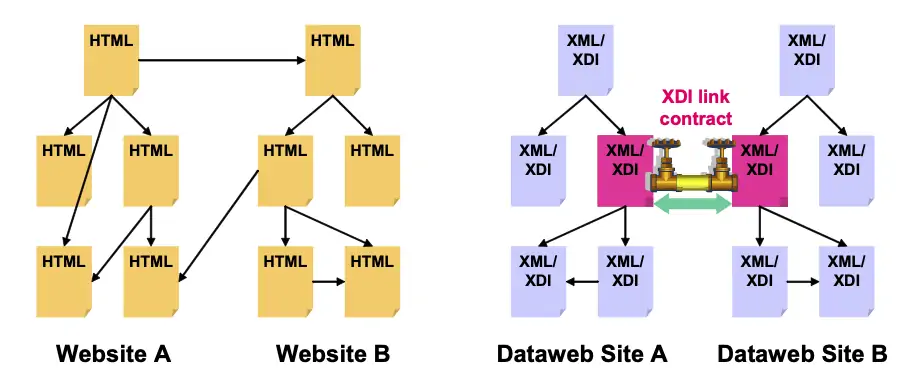 HTML
HTML
XML/
XDI
XML/
XDI
XDI link
contract
HTML
HTML
HTML
HTML
XML/
XDI
XML/
XDI
XML/
XDI
XML/
XDI
HTML
HTML
HTML
HTML
XML/
XDI
XML/
XDI
XML/
XDI
XML/
XDI
Website A
Website B
Dataweb Site A
Dataweb Site B